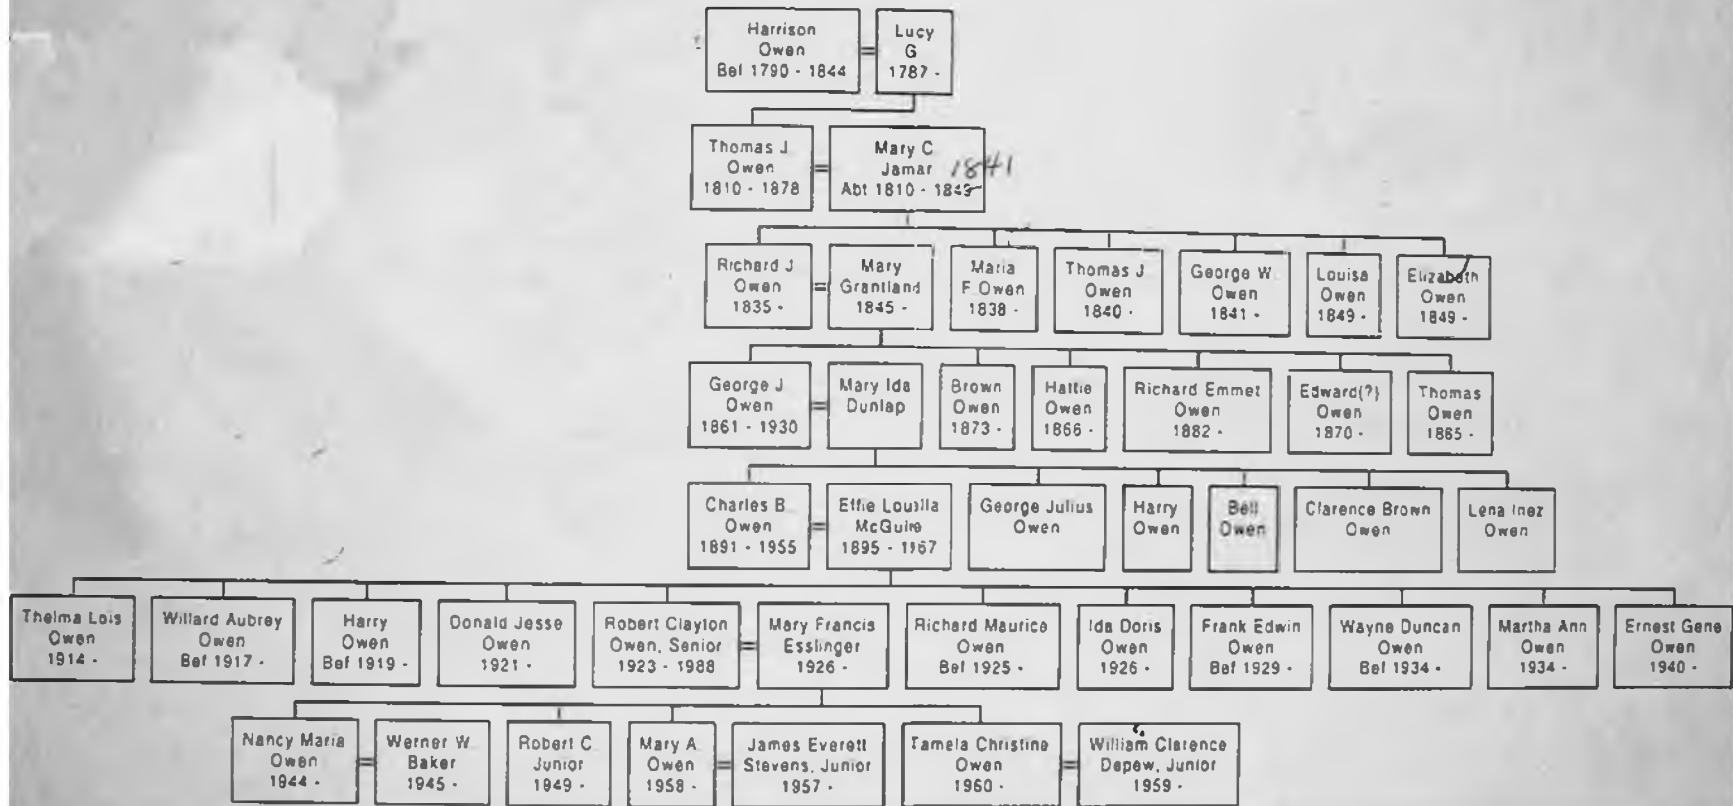 Harrison
Owen
Bef 1790 - 1844
Lucy
G
1787 -
Thomas J.
Owen
1810 - 1878
Mary C
Jamar
Abt 1810 - 1849
1841
Richard J
Owen
1835 -
Mary
Grantland
1845 -
Maria
F. Owen
1838 -
Thomas J
Owen
1840 -
George W.
Owen
1841 -
Louisa
Owen
1849 -
Elizabeth
Owen
1849 -
George J.
Owen
1861 - 1930
Mary Ida
Dunlap
Brown
Owen
1873 -
Hattie
Owen
1866 -
Richard Emmet
Owen
1882 -
Edward(?)
Owen
1870 -
Thomas
Owen
1865 -
Charles B.
Owen
1891 - 1955
Effie Louilla
McGuire
1895 - 1967
George Julius
Owen
Harry
Owen
Bell
Owen
Clarence Brown
Owen
Lena Inez
Owen
Thelma Lois
Owen
1914 -
Willard Aubrey
Owen
Bef 1917 -
Harry
Owen
Bef 1919 -
Donald Jesse
Owen
1921 -
Robert Clayton
Owen, Senior
1923 - 1988
Mary Francis
Esslinger
1926 -
Richard Maurice
Owen
Bef 1925 -
Ida Doris
Owen
1926 -
Frank Edwin
Owen
Bef 1929 -
Wayne Duncan
Owen
Bef 1934 -
Martha Ann
Owen
1934 -
Ernest Gene
Owen
1940 -
Nancy Maria
Owen
1944 -
Werner W.
Baker
1945 -
Robert C.
Junior
1949 -
Mary A.
Owen
1958 -
James Everett
Stevens, Junior
1957 -
Tamela Christine
Owen
1960 -
William Clarence
Depew, Junior
1959 -